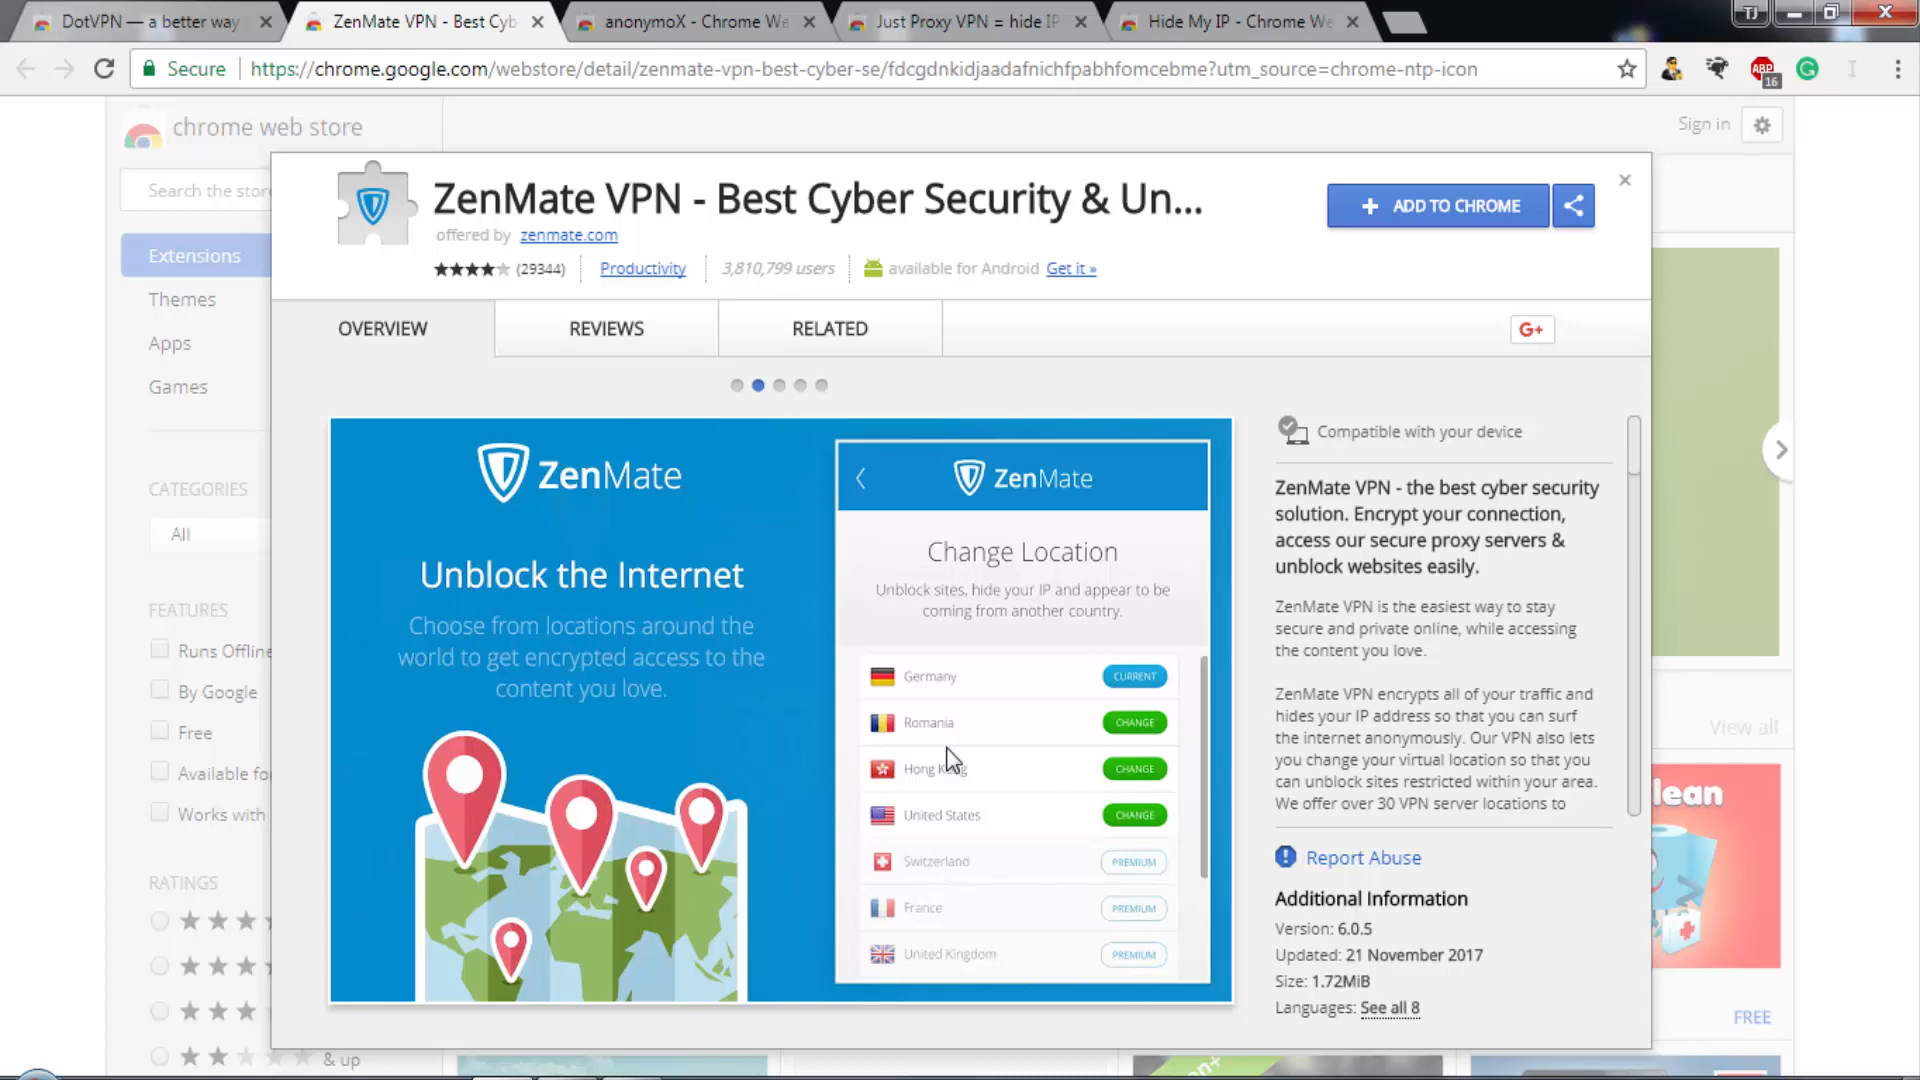 DotVPN — a better way
ZenMate VPN - Best Cyb
anonymoX - Chrome We
Just Proxy VPN = hide IP
Hide My IP - Chrome We
TJ
Secure
https://chrome.google.com/webstore/detail/zenmate-vpn-best-cyber-se/fdcgdnkidjaadafnichfpabhfomcebme?utm_source=chrome-ntp-icon
ABP
16
chrome web store
Sign in
Search the store
ZenMate VPN - Best Cyber Security & Un...
offered by zenmate.com
(29344)
Productivity
3,810,799 users
available for Android Get it »
ADD TO CHROME
Extensions
Themes
Apps
Games
CATEGORIES
All
FEATURES
Runs Offline
By Google
Free
Available fo
Works with
RATINGS
& up
OVERVIEW
REVIEWS
RELATED
G+
ZenMate
Unblock the Internet
Choose from locations around the
world to get encrypted access to the
content you love.
ZenMate
Change Location
Unblock sites, hide your IP and appear to be
coming from another country.
Germany CURRENT
Romania CHANGE
Hong Kong CHANGE
United States CHANGE
Switzerland PREMIUM
France PREMIUM
United Kingdom PREMIUM
Compatible with your device
ZenMate VPN - the best cyber security
solution. Encrypt your connection,
access our secure proxy servers &
unblock websites easily.
ZenMate VPN is the easiest way to stay
secure and private online, while accessing
the content you love.
ZenMate VPN encrypts all of your traffic and
hides your IP address so that you can surf
the internet anonymously. Our VPN also lets
you change your virtual location so that you
can unblock sites restricted within your area.
We offer over 30 VPN server locations to
Report Abuse
Additional Information
Version: 6.0.5
Updated: 21 November 2017
Size: 1.72MiB
Languages: See all 8
View all
lean
FREE